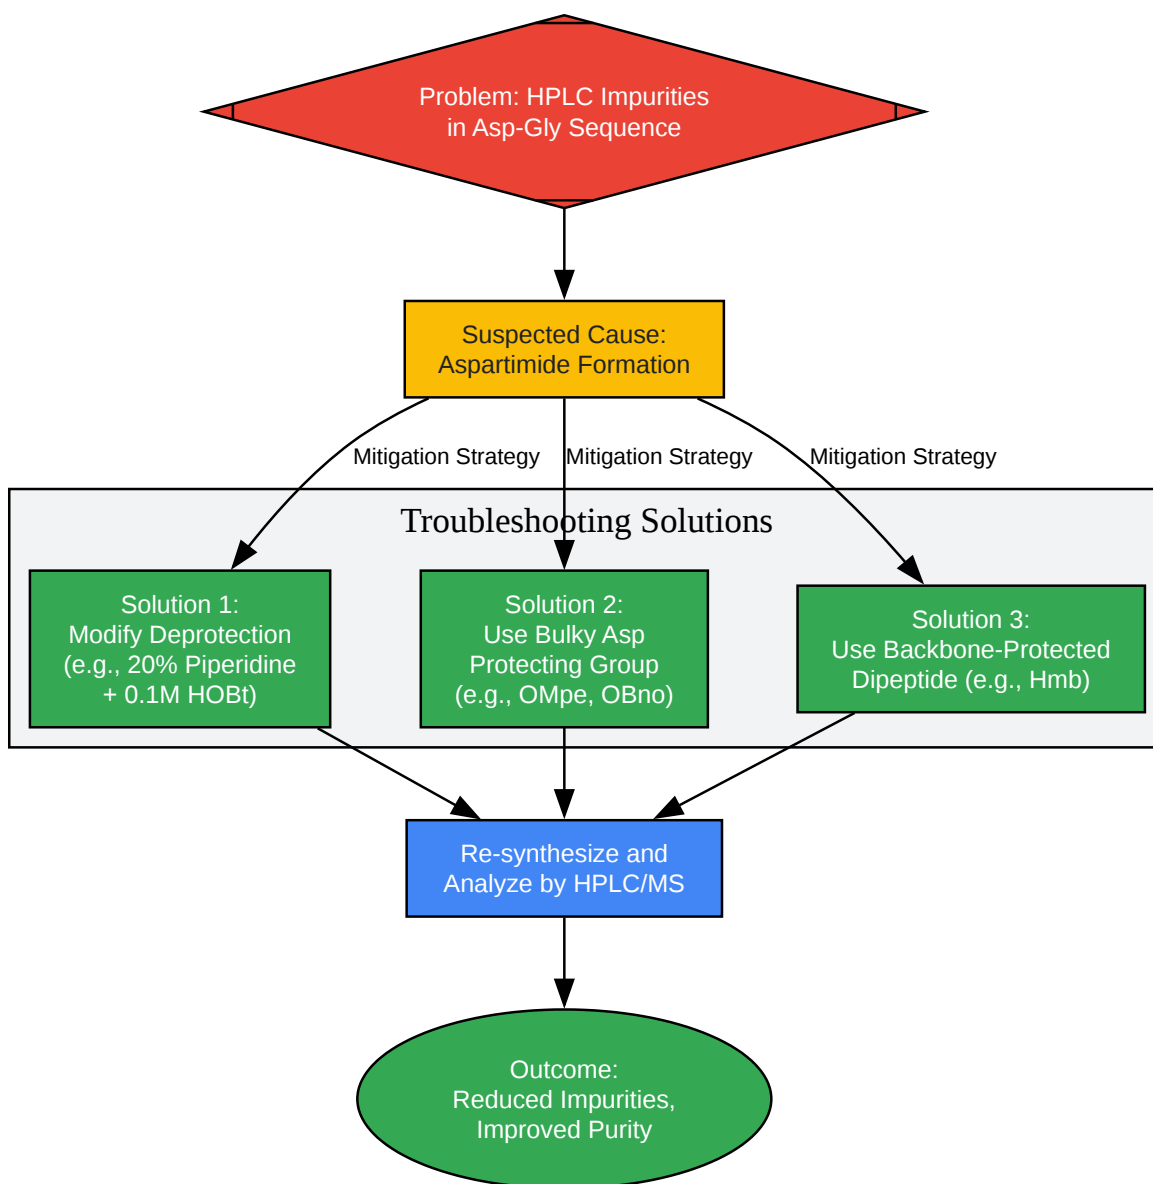 Problem: HPLC Impurities
in Asp-Gly Sequence
Suspected Cause:
Aspartimide Formation
Mitigation Strategy
Mitigation Strategy
Mitigation Strategy
Troubleshooting Solutions
Solution 1:
Modify Deprotection
(e.g., 20% Piperidine
+ 0.1M HOBt)
Solution 2:
Use Bulky Asp
Protecting Group
(e.g., OMpe, OBno)
Solution 3:
Use Backbone-Protected
Dipeptide (e.g., Hmb)
Re-synthesize and
Analyze by HPLC/MS
Outcome:
Reduced Impurities,
Improved Purity